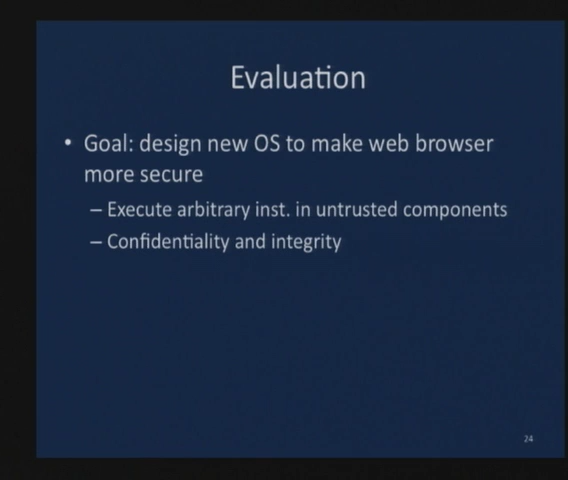 Evaluation
• Goal: design new OS to make web browser
more secure
– Execute arbitrary inst. in untrusted components
– Confidentiality and integrity
24